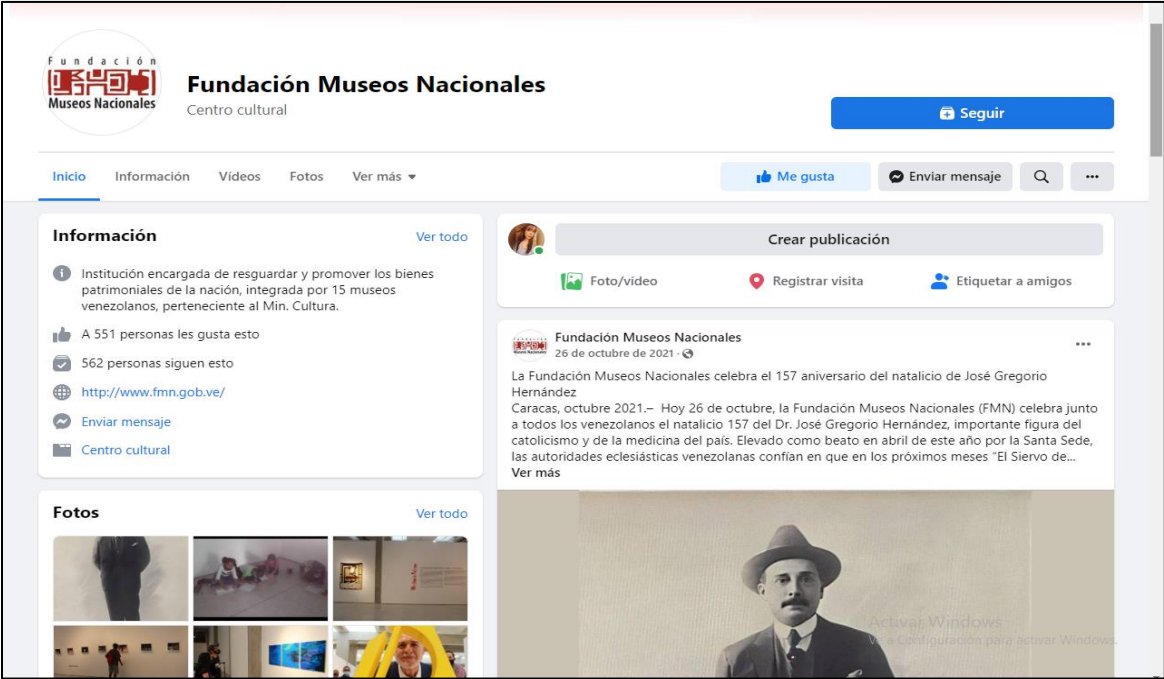 Fundación
Museos Nacionales
Fundación Museos Nacionales
Centro cultural
Seguir
Inicio
Información
Vídeos
Fotos
Ver más
Me gusta
Enviar mensaje
Información
Ver todo
Institución encargada de resguardar y promover los bienes
patrimoniales de la nación, integrada por 15 museos
venezolanos, perteneciente al Min. Cultura.
A 551 personas les gusta esto
562 personas siguen esto
http://www.fmn.gob.ve/
Enviar mensaje
Centro cultural
Fotos
Ver todo
Crear publicación
Foto/vídeo
Registrar visita
Etiquetar a amigos
Fundación Museos Nacionales
26 de octubre de 2021 ·
La Fundación Museos Nacionales celebra el 157 aniversario del natalicio de José Gregorio
Hernández
Caracas, octubre 2021.– Hoy 26 de octubre, la Fundación Museos Nacionales (FMN) celebra junto
a todos los venezolanos el natalicio 157 del Dr. José Gregorio Hernández, importante figura del
catolicismo y de la medicina del país. Elevado como beato en abril de este año por la Santa Sede,
las autoridades eclesiásticas venezolanas confían en que en los próximos meses “El Siervo de...
Ver más
Activar Windows
Ve a Configuración para activar Windows.